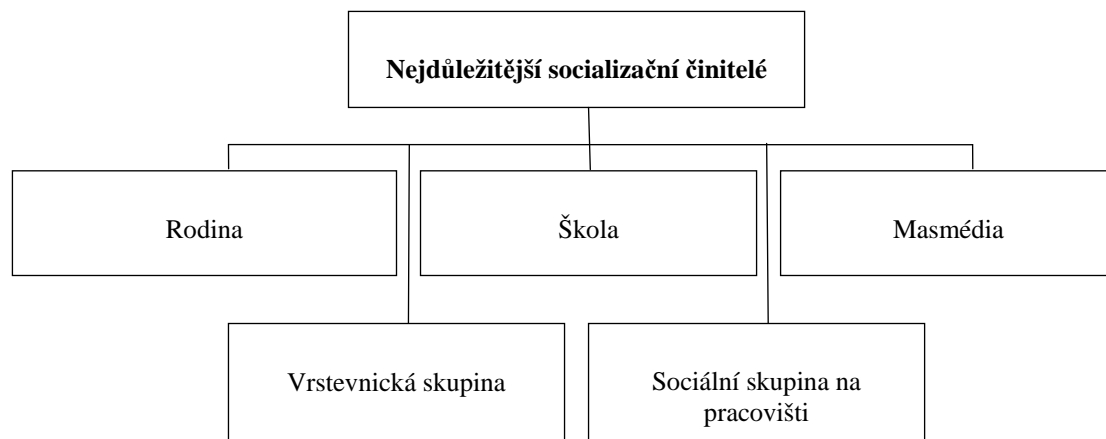 Nejdůležitější socializační činitelé
Rodina
Škola
Masmédia
Vrstevnická skupina
Sociální skupina na
pracovišti